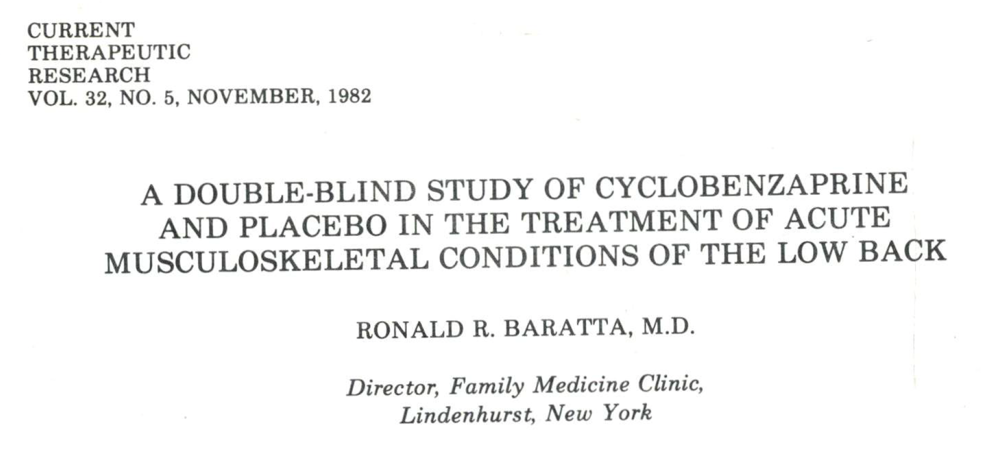 CURRENT
THERAPEUTIC
RESEARCH
VOL. 32, NO. 5, NOVEMBER, 1982
A DOUBLE-BLIND STUDY OF CYCLOBENZAPRINE
AND PLACEBO IN THE TREATMENT OF ACUTE
MUSCULOSKELETAL CONDITIONS OF THE LOW BACK
RONALD R. BARATTA, M.D.
Director, Family Medicine Clinic,
Lindenhurst, New York